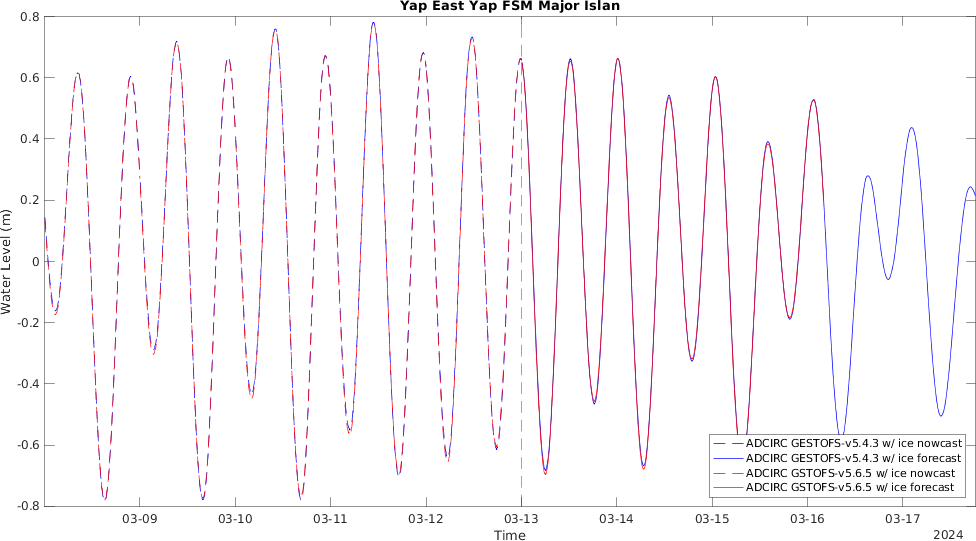 Yap East Yap FSM Major Islan
0.8
0.6
0.4
0.2
0
-0.2
-0.4
-0.6
-0.8
Water Level (m)
ADCIRC GESTOFS-v5.4.3 w/ ice nowcast
ADCIRC GESTOFS-v5.4.3 w/ ice forecast
ADCIRC GSTOFS-v5.6.5 w/ ice nowcast
ADCIRC GSTOFS-v5.6.5 w/ ice forecast
03-09 03-10 03-11 03-12 03-13 03-14 03-15 03-16 03-17
Time
2024